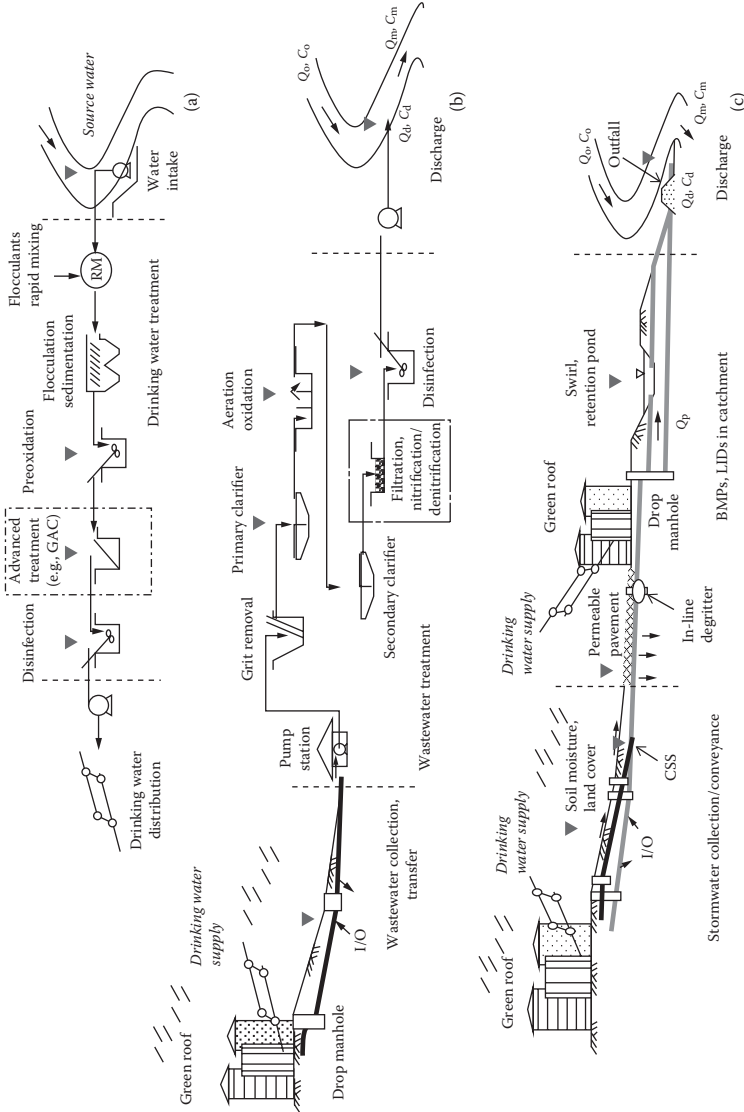 Source water
Water
intake
Flocculants
rapid mixing
RM
Flocculation
sedimentation
Preoxidation
Advanced
treatment
(e.g., GAC)
Disinfection
Drinking water treatment
Drinking water
distribution
(a)
Green roof
Drinking water
supply
Drop manhole
I/O
Wastewater collection,
transfer
Pump
station
Grit removal
Primary clarifier
Aeration
oxidation
Secondary clarifier
Filtration,
nitrification/
denitrification
Disinfection
Wastewater treatment
Qo, Co
Qm, Cm
Qd, Cd
Discharge
(b)
Green roof
Drinking
water supply
Soil moisture,
land cover
I/O
CSS
Stormwater collection/conveyance
Drinking
water supply
Permeable
pavement
In-line
degritter
Green roof
Drop
manhole
Swirl,
retention pond
Qp
BMPs, LIDs in catchment
Qo, Co
Outfall
Qd, Cd
Qm, Cm
Discharge
(c)